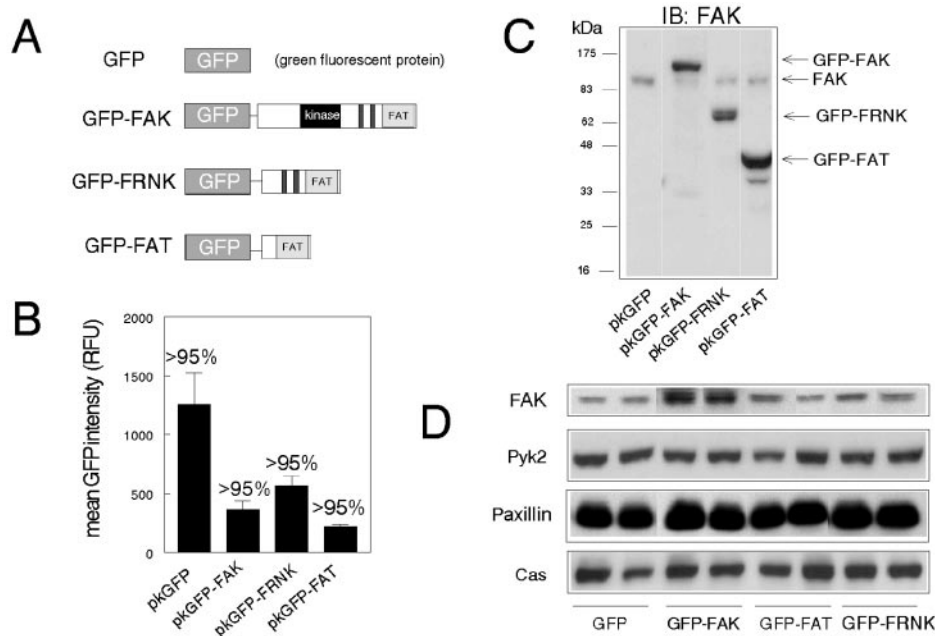 A
GFP
GFP
(green fluorescent protein)
GFP-FAK
GFP
kinase
FAT
GFP-FRNK
GFP
FAT
GFP-FAT
GFP
FAT
B
mean GFP intensity (RFU)
2000
1500
1000
500
0
>95%
>95%
>95%
>95%
pkGFP
pkGFP-FAK
pkGFP-FRNK
pkGFP-FAT
C
IB: FAK
kDa
175
83
62
48
33
25
16
GFP-FAK
FAK
GFP-FRNK
GFP-FAT
pkGFP
pkGFP-FAK
pkGFP-FRNK
pkGFP-FAT
D
FAK
Pyk2
Paxillin
Cas
GFP
GFP-FAK
GFP-FAT
GFP-FRNK